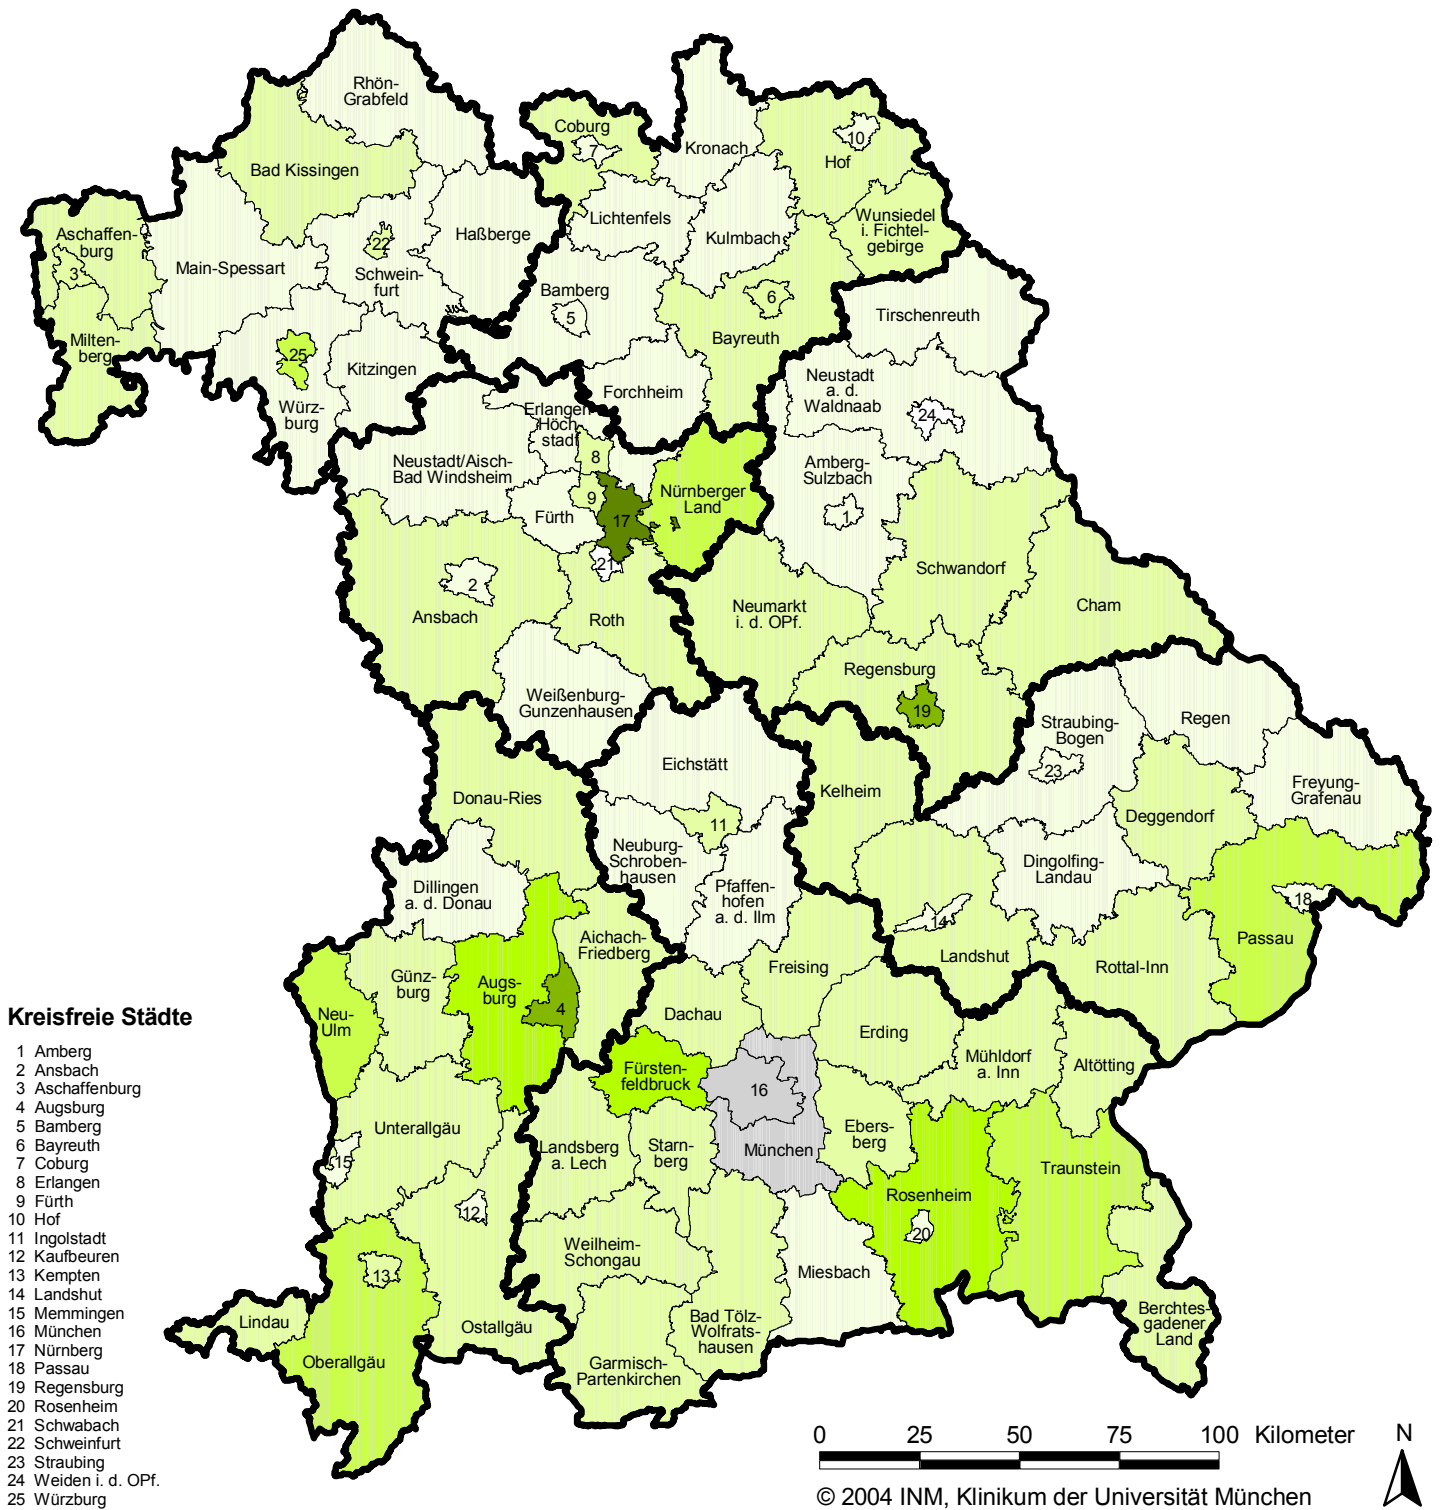 Rhön-
Grabfeld
Coburg
7
Kronach
10
Hof
Bad Kissingen
Wunsiedel
i. Fichtel-
gebirge
Aschaffen-
burg
3
Main-Spessart
22
Schwein-
furt
Haßberge
Lichtenfels
Kulmbach
Bamberg
5
6
Bayreuth
Tirschenreuth
Milten-
berg
25
Würz-
burg
Kitzingen
Forchheim
Neustadt
a. d.
Waldnaab
24
Erlangen
Höch
stadt
8
Neustadt/Aisch-
Bad Windsheim
9
Fürth
17
Nürnberger
Land
Amberg-
Sulzbach
1
21
2
Ansbach
Roth
Neumarkt
i. d. OPf.
Schwandorf
Cham
Weißenburg-
Gunzenhausen
Regensburg
19
Straubing-
Bogen
23
Regen
Freyung-
Grafenau
Eichstätt
Kelheim
Donau-Ries
11
Neuburg-
Schroben-
hausen
Deggendorf
Dingolfing-
Landau
Dillingen
a. d. Donau
Pfaffen-
hofen
a. d. Ilm
14
Landshut
18
Passau
Rottal-Inn
Aichach-
Friedberg
Freising
Günz-
burg
Augs-
burg
4
Neu-
Ulm
Dachau
Erding
Mühldorf
a. Inn
Altötting
Fürsten-
feldbruck
16
München
Ebers-
berg
Unterallgäu
15
Landsberg
a. Lech
Starn-
berg
Traunstein
Rosenheim
20
12
Weilheim-
Schongau
Miesbach
13
Lindau
Oberallgäu
Ostallgäu
Bad Tölz-
Wolfrats-
hausen
Garmisch-
Partenkirchen
Berchtes-
gadener
Land
Kreisfreie Städte
1 Amberg
2 Ansbach
3 Aschaffenburg
4 Augsburg
5 Bamberg
6 Bayreuth
7 Coburg
8 Erlangen
9 Fürth
10 Hof
11 Ingolstadt
12 Kaufbeuren
13 Kempten
14 Landshut
15 Memmingen
16 München
17 Nürnberg
18 Passau
19 Regensburg
20 Rosenheim
21 Schwabach
22 Schweinfurt
23 Straubing
24 Weiden i. d. OPf.
25 Würzburg
0 25 50 75 100 Kilometer
N
© 2004 INM, Klinikum der Universität München